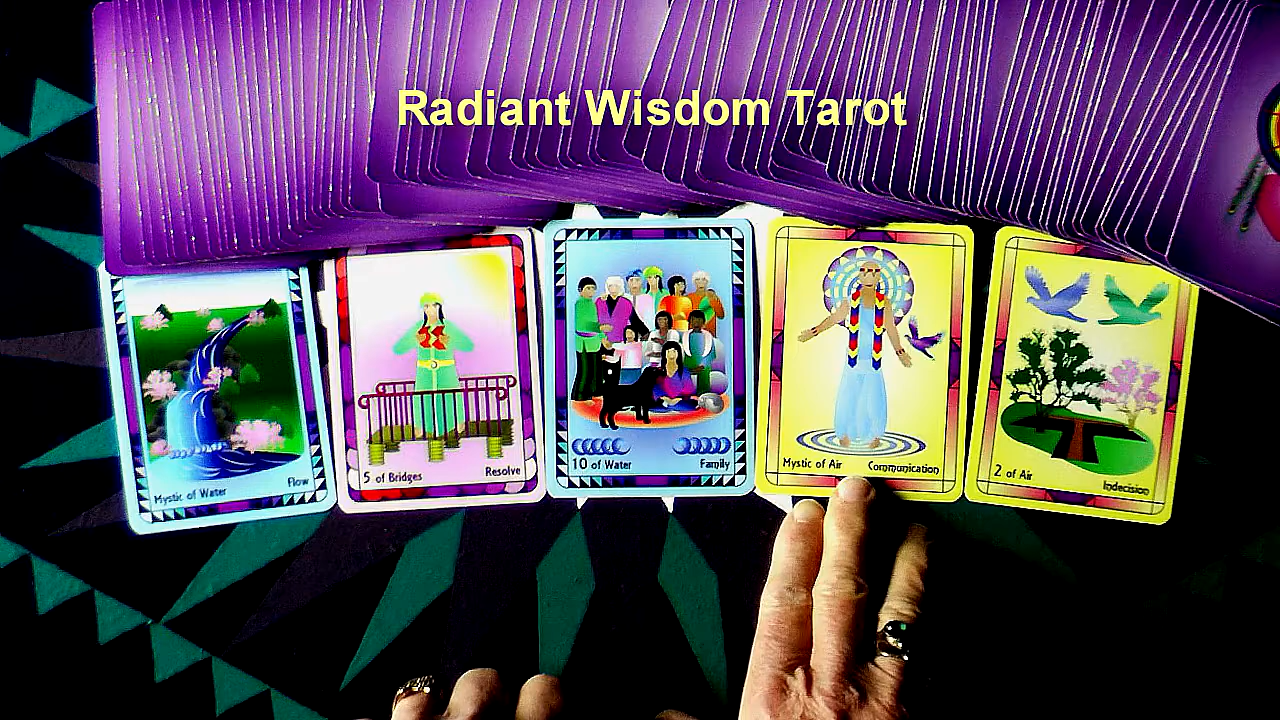 Radiant Wisdom Tarot
Mystic of Water Flow
5 of Bridges Resolve
10 of Water Family
Mystic of Air Communication
2 of Air Indecision